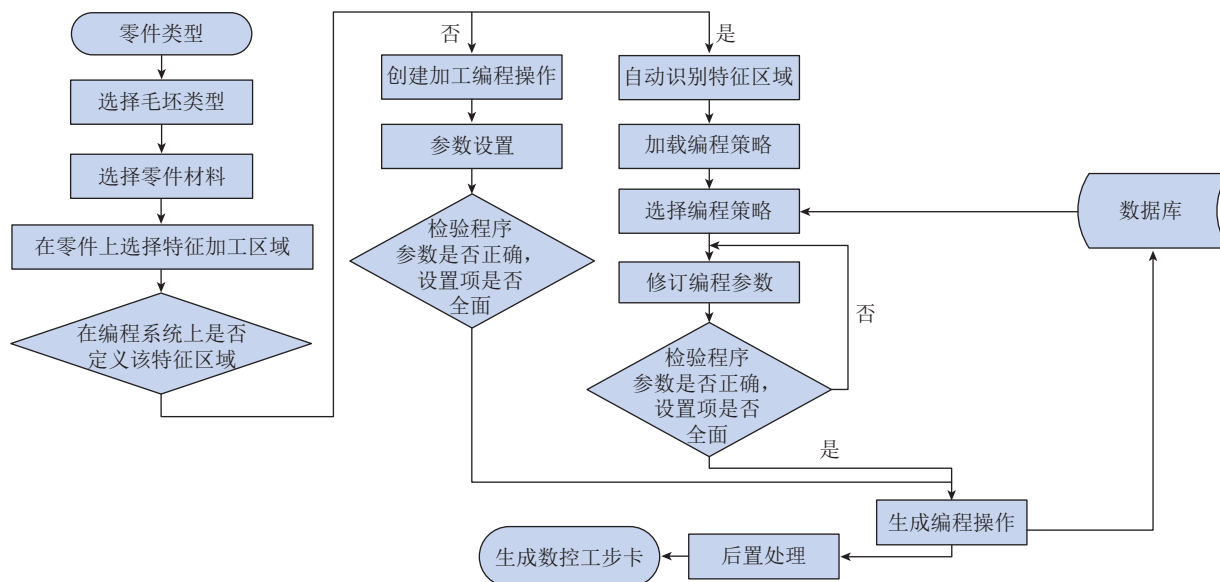 零件类型
选择毛坯类型
选择零件材料
在零件上选择特征加工区域
在编程系统上是否
定义该特征区域
否
创建加工编程操作
参数设置
检验程序
参数是否正确，
设置项是否
全面
是
自动识别特征区域
加载编程策略
选择编程策略
修订编程参数
否
检验程序
参数是否正确，
设置项是否
全面
是
数据库
生成编程操作
后置处理
生成数控工步卡